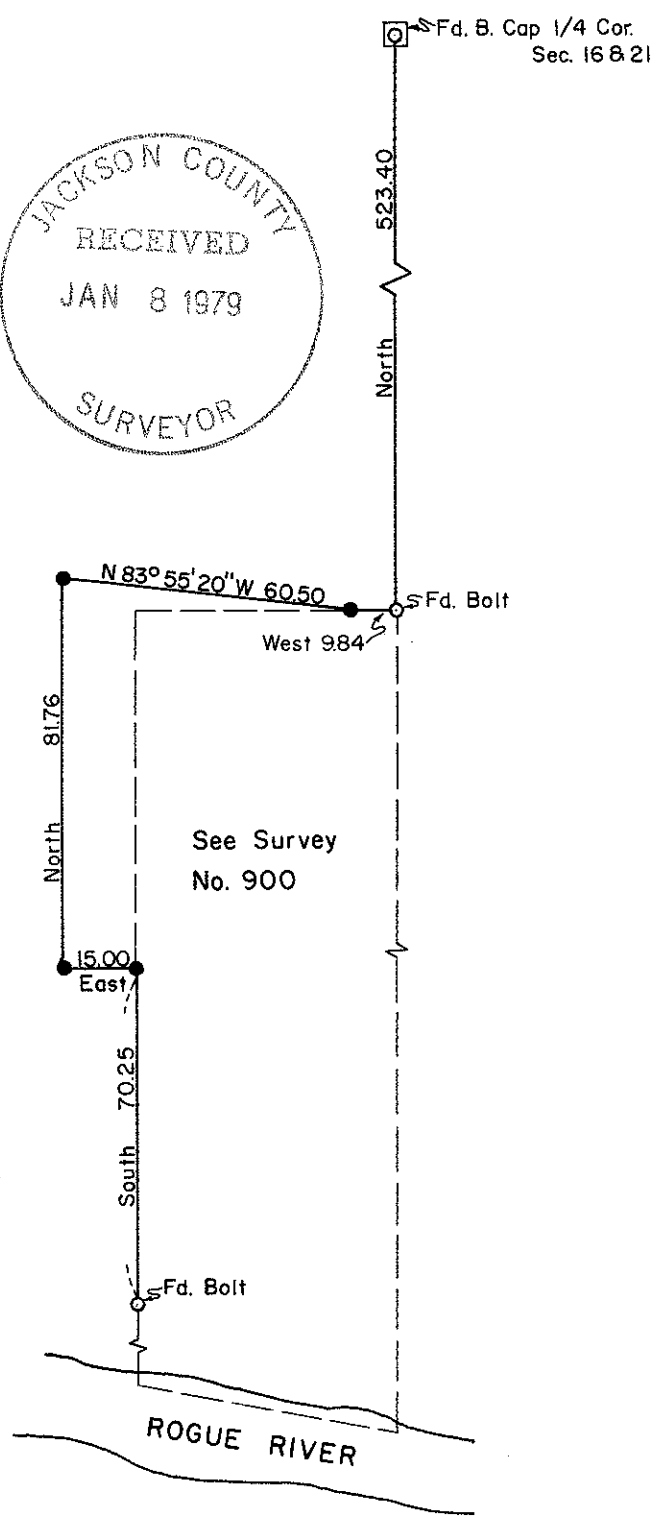 Fd. B. Cap 1/4 Cor.
Sec. 16 & 21
JACKSON COUNTY
RECEIVED
JAN 8 1979
SURVEYOR
523.40
North
N 83° 55' 20" W 60.50
Fd. Bolt
West 9.84
81.76
North
See Survey
No. 900
15.00
East
70.25
South
Fd. Bolt
ROGUE RIVER